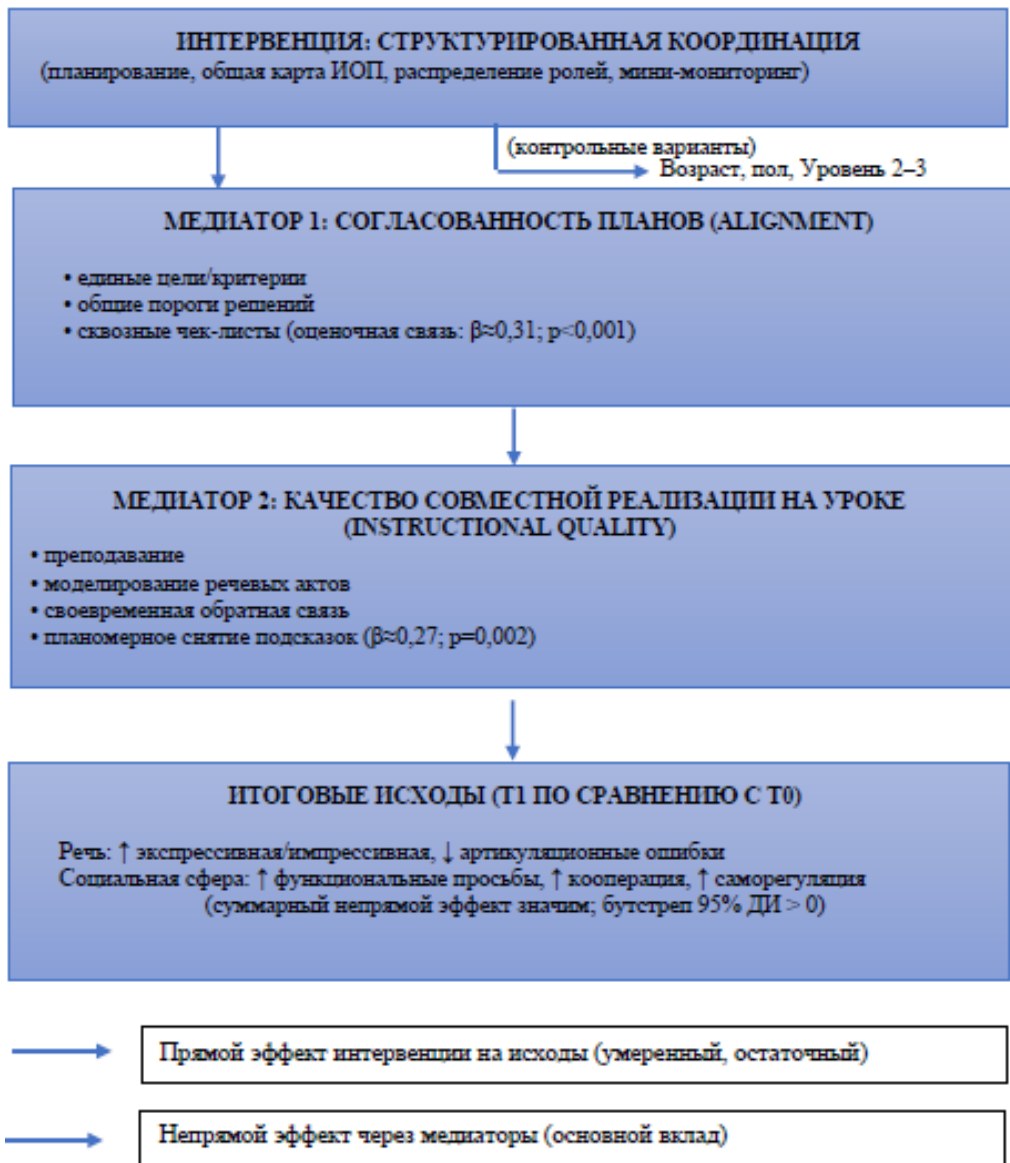 ИНТЕРВЕНЦИЯ: СТРУКТУРИРОВАННАЯ КООРДИНАЦИЯ
(планирование, общая карта ИОП, распределение ролей, мини-мониторинг)
(контрольные варианты)
Возраст, пол, Уровень 2–3
МЕДИАТОР 1: СОГЛАСОВАННОСТЬ ПЛАНОВ (ALIGNMENT)
• единые цели/критерии
• общие пороги решений
• сквозные чек-листы (оценочная связь: β≈0,31; p<0,001)
МЕДИАТОР 2: КАЧЕСТВО СОВМЕСТНОЙ РЕАЛИЗАЦИИ НА УРОКЕ
(INSTRUCTIONAL QUALITY)
• преподавание
• моделирование речевых актов
• своевременная обратная связь
• планомерное снятие подсказок (β≈0,27; p=0,002)
ИТОГОВЫЕ ИСХОДЫ (T1 ПО СРАВНЕНИЮ С T0)
Речь: ↑ экспрессивная/импрессивная, ↓ артикуляционные ошибки
Социальная сфера: ↑ функциональные просьбы, ↑ кооперация, ↑ саморегуляция
(суммарный непрямой эффект значим; бутстреп 95% ДИ > 0)
Прямой эффект интервенции на исходы (умеренный, остаточный)
Непрямой эффект через медиаторы (основной вклад)